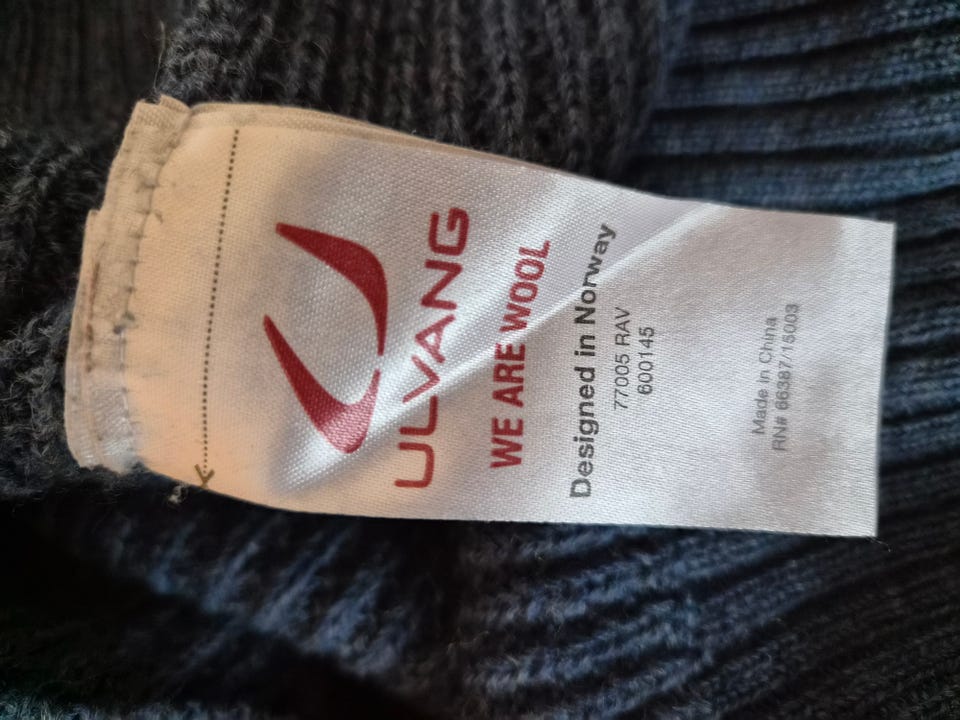 ULVANG
WE ARE WOOL
Designed in Norway
77005 RAV
600145
Made in China
RN# 66387/15003